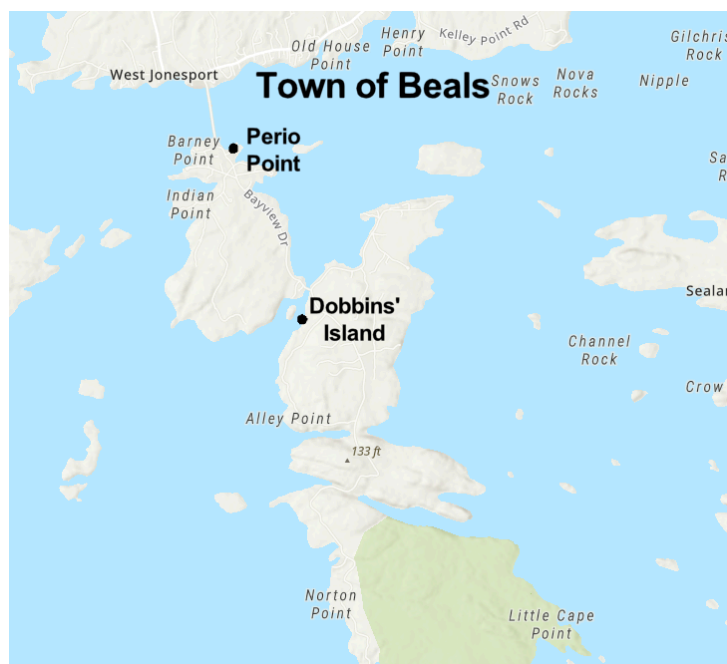 Gilchris
Rock
Henry
Point
Kelley Point Rd
Old House
Point
West Jonesport
Town of Beals
Snows
Rock
Nova
Rocks
Nipple
Barney
Point
Perio
Point
Sa
R
Indian
Point
Bayview Dr
Sealar
Dobbins'
Island
Channel
Rock
Crow
Alley Point
133 ft
Norton
Point
Little Cape
Point